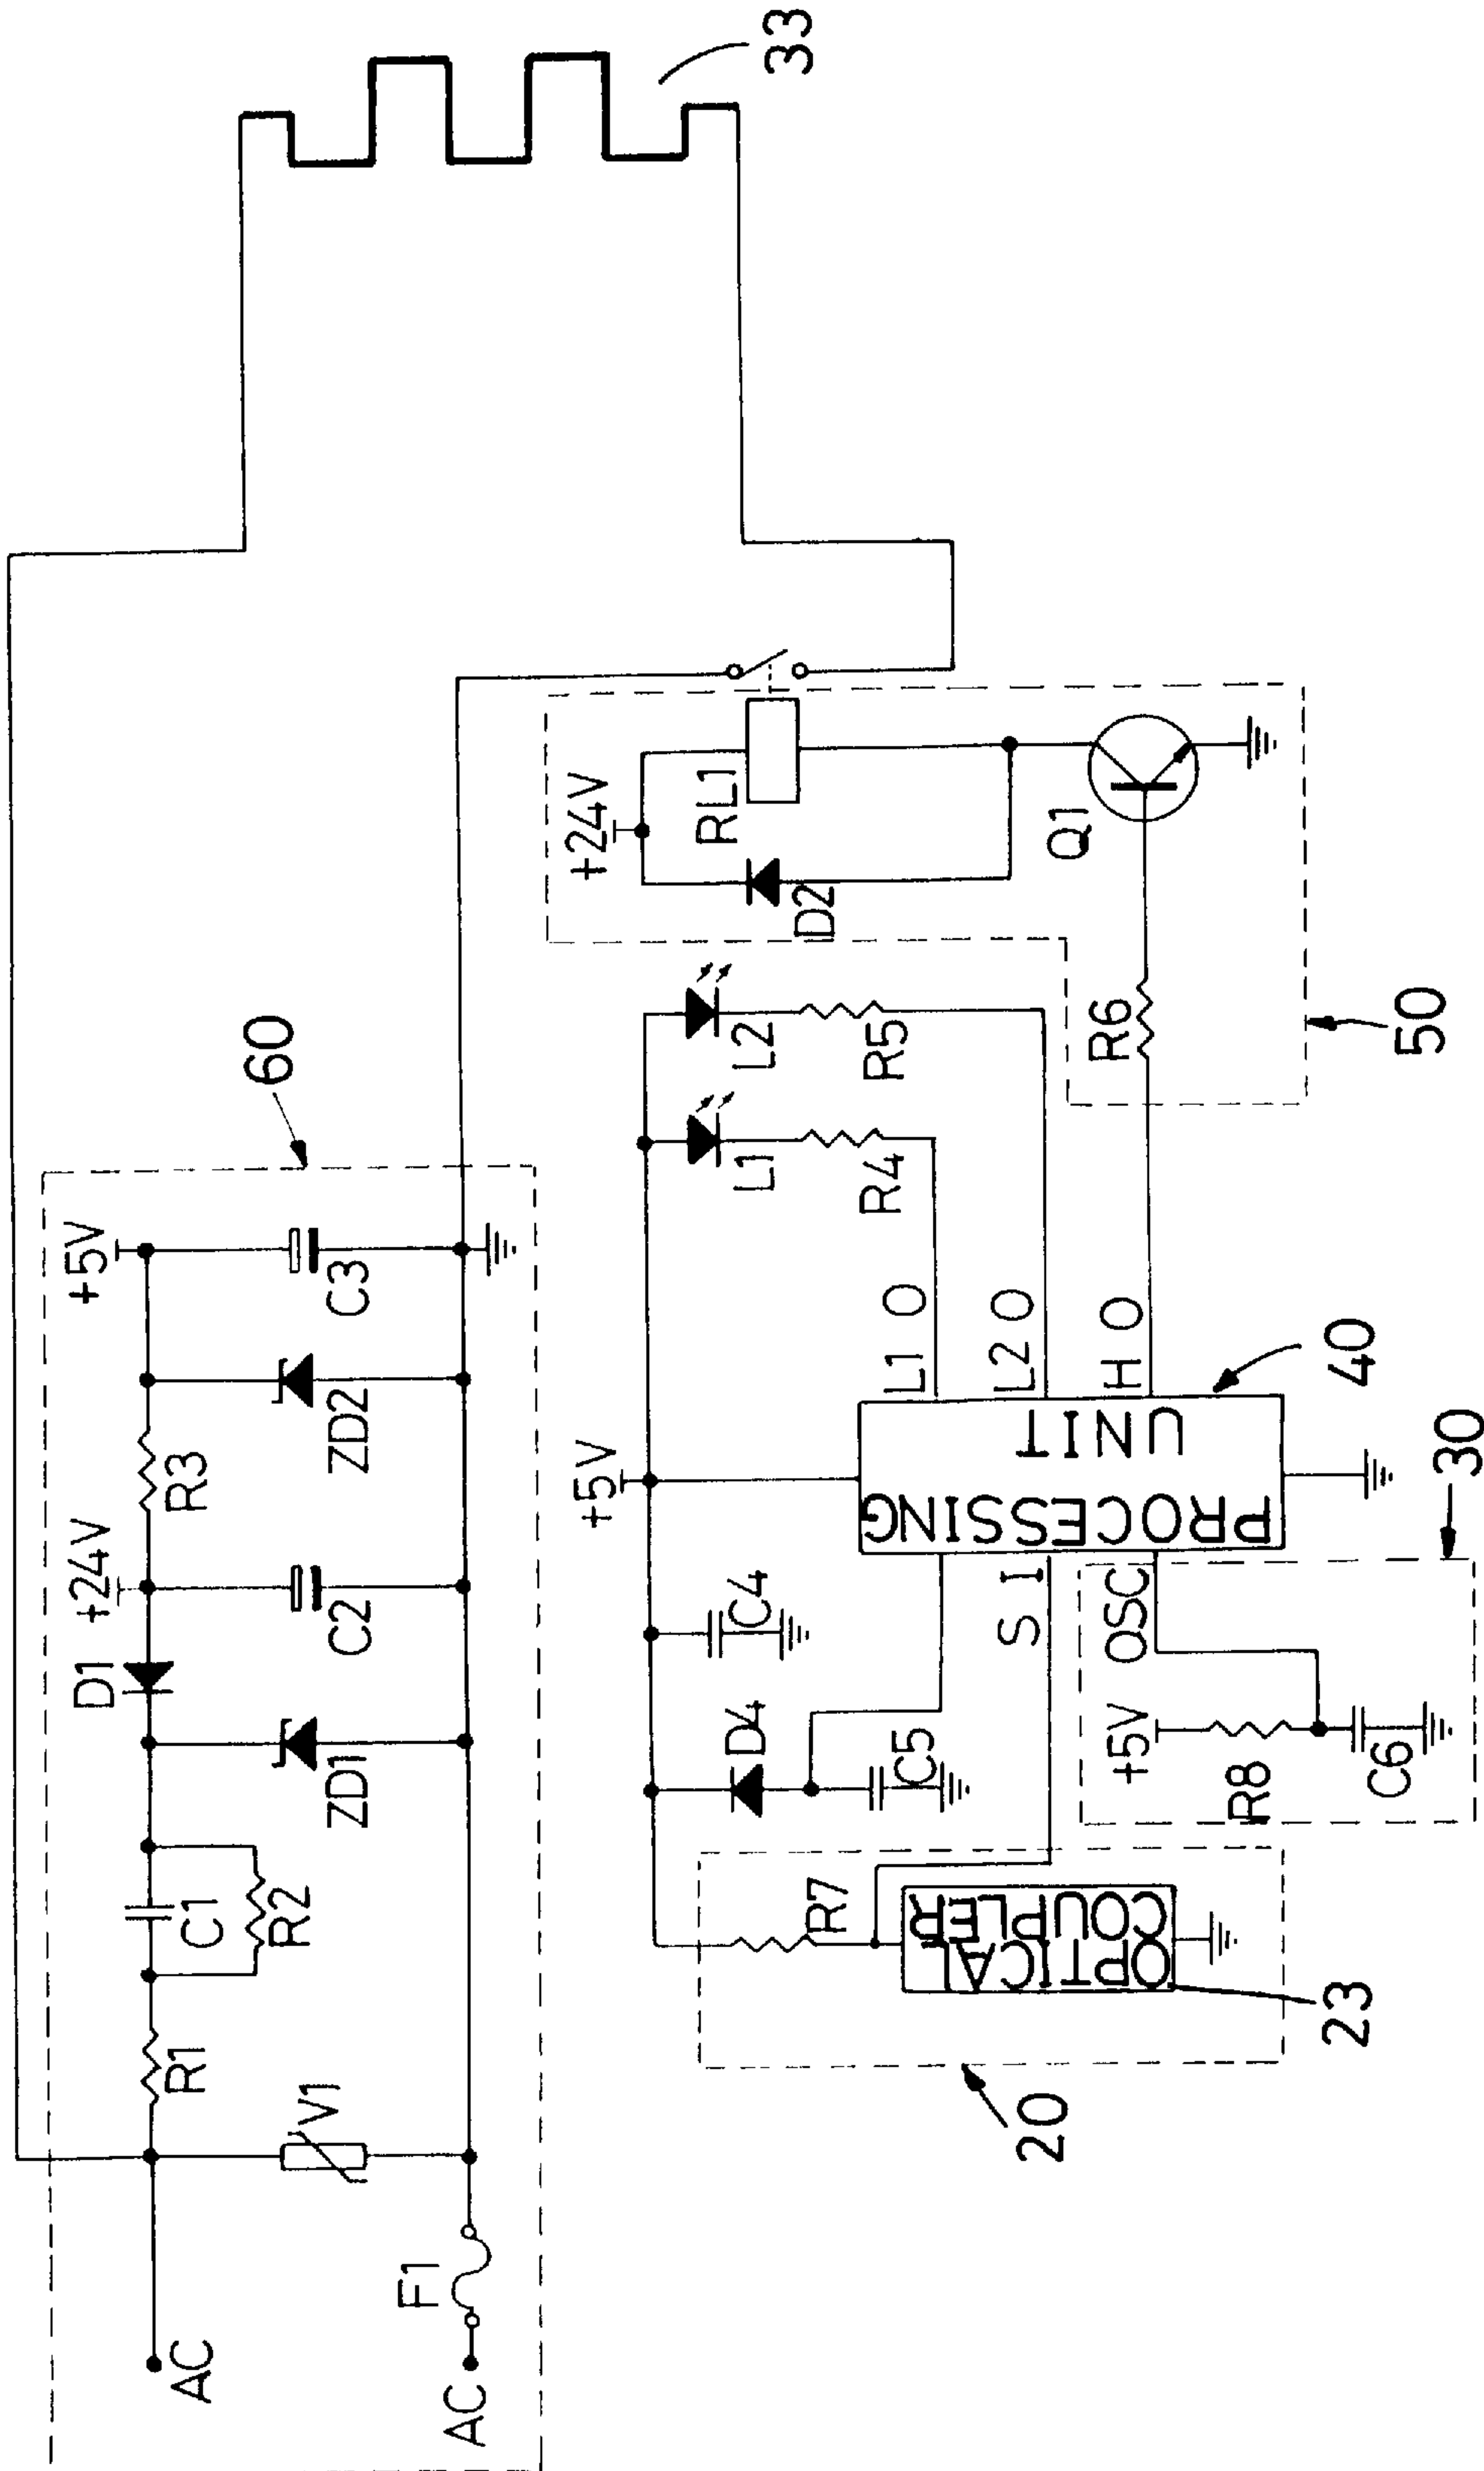 33
60
+5V
C3
ZD2
R3
+24V
C2
D1
ZD1
C1
R2
R1
V1
F1
AC
AC
+24V
RL1
D2
Q1
R6
50
L2
R5
L1
R4
+5V
L1 O
L2 O
H O
PROCESSING
UNIT
40
30
C4
S I
OSC
D4
C5
+5V
R8
C6
R7
OPTICAL
COUPLER
23
20